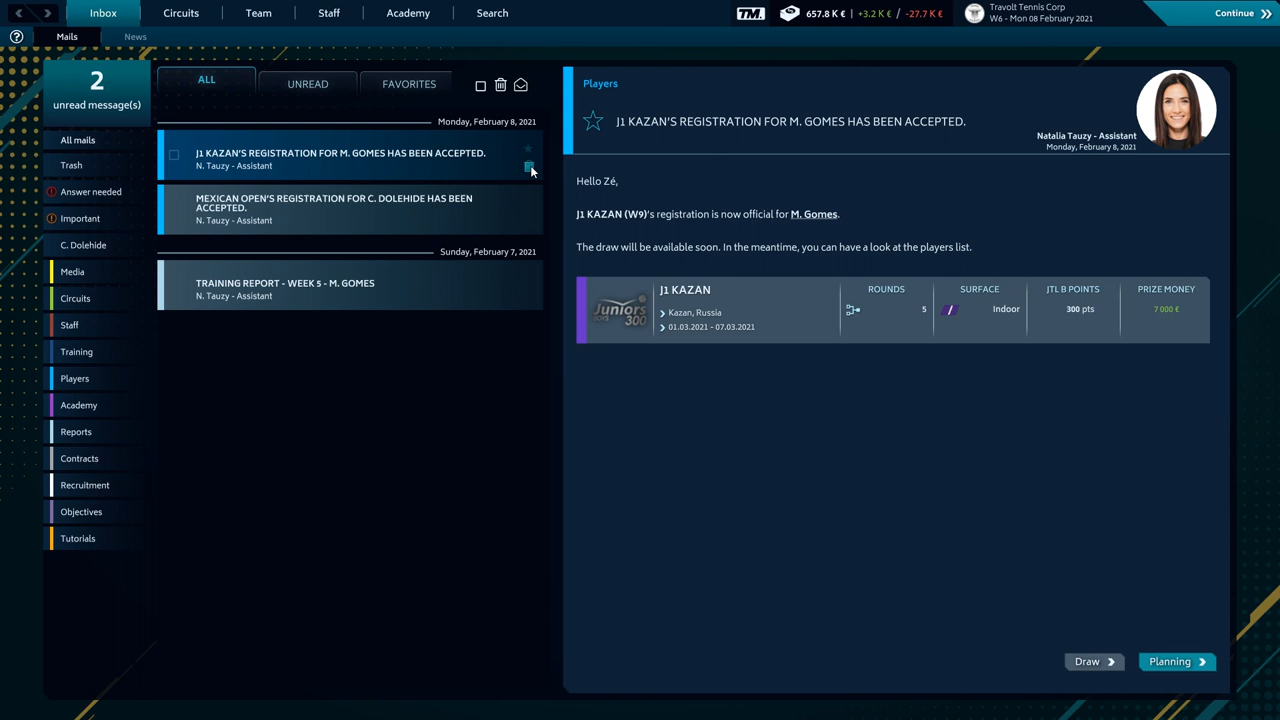 Inbox
Circuits
Team
Staff
Academy
Search
TM.
657.8 K € | +3.2 K € / -27.7 K €
Travolt Tennis Corp
W6 - Mon 08 February 2021
Continue
?
Mails
News
2
unread message(s)
All mails
Trash
Answer needed
Important
C. Dolehide
Media
Circuits
Staff
Training
Players
Academy
Reports
Contracts
Recruitment
Objectives
Tutorials
ALL
UNREAD
FAVORITES
Monday, February 8, 2021
J1 KAZAN'S REGISTRATION FOR M. GOMES HAS BEEN ACCEPTED.
N. Tauzy - Assistant
MEXICAN OPEN'S REGISTRATION FOR C. DOLEHIDE HAS BEEN
ACCEPTED.
N. Tauzy - Assistant
Sunday, February 7, 2021
TRAINING REPORT - WEEK 5 - M. GOMES
N. Tauzy - Assistant
Players
J1 KAZAN'S REGISTRATION FOR M. GOMES HAS BEEN ACCEPTED.
Natalia Tauzy - Assistant
Monday, February 8, 2021
Hello Zé,
J1 KAZAN (W9)'s registration is now official for M. Gomes.
The draw will be available soon. In the meantime, you can have a look at the players list.
Juniors
300
J1 KAZAN
Kazan, Russia
01.03.2021 - 07.03.2021
ROUNDS
5
SURFACE
Indoor
JTL B POINTS
300 pts
PRIZE MONEY
7 000 €
Draw
Planning